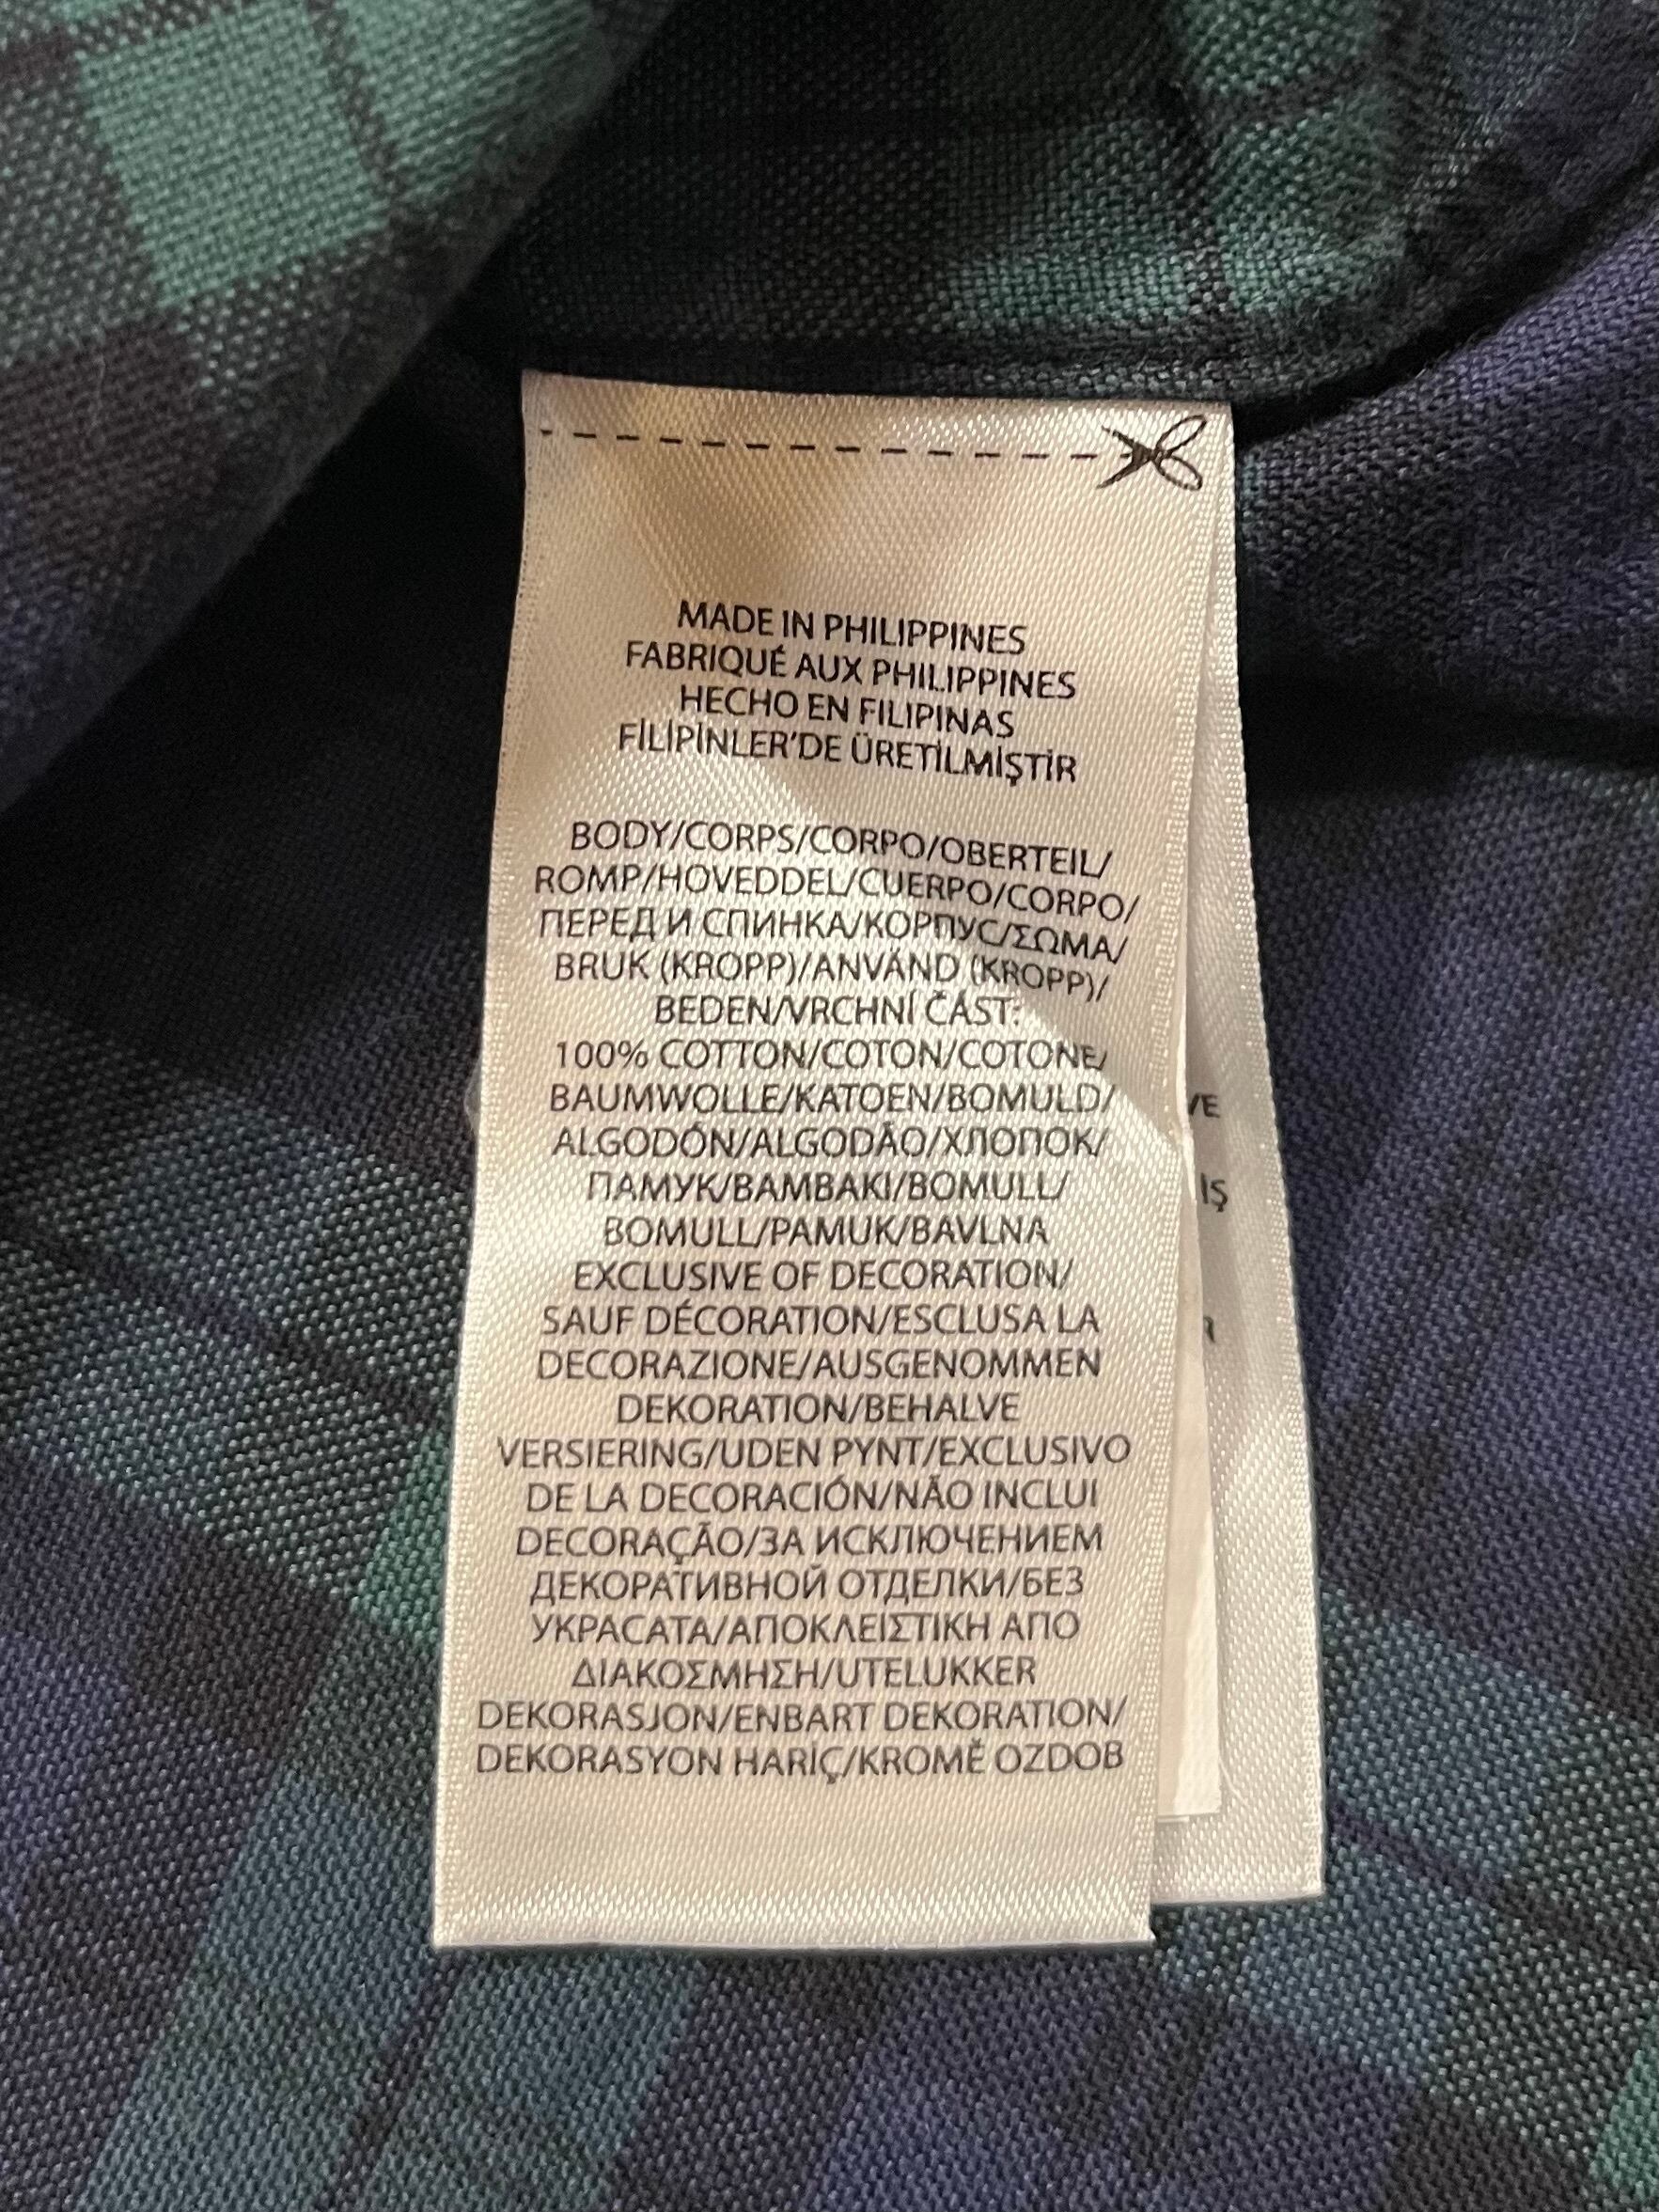 MADE IN PHILIPPINES
FABRIQUÉ AUX PHILIPPINES
HECHO EN FILIPINAS
FİLİPİNLER'DE ÜRETİLMİŞTİR
BODY/CORPS/CORPO/OBERTEIL/
ROMP/HOVEDDEL/CUERPO/CORPO/
ПЕРЕД И СПИНКА/КОРПУС/ΣΩΜΑ/
BRUK (KROPP)/ANVÄND (KROPP)/
BEDEN/VRCHNÍ ČÁST:
100% COTTON/COTON/COTONE/
BAUMWOLLE/KATOEN/BOMULD/
ALGODÓN/ALGODÃO/ХЛОПОК/
ПАМУК/ΒΑΜΒΑΚΙ/BOMULL/
BOMULL/PAMUK/BAVLNA
EXCLUSIVE OF DECORATION/
SAUF DÉCORATION/ESCLUSA LA
DECORAZIONE/AUSGENOMMEN
DEKORATION/BEHALVE
VERSIERING/UDEN PYNT/EXCLUSIVO
DE LA DECORACIÓN/NÃO INCLUI
DECORAÇÃO/ЗА ИСКЛЮЧЕНИЕМ
ДЕКОРАТИВНОЙ ОТДЕЛКИ/БЕЗ
УКРАСАТА/ΑΠΟΚΛΕΙΣΤΙΚΗ ΑΠΟ
ΔΙΑΚΟΣΜΗΣΗ/UTELUKKER
DEKORASJON/ENBART DEKORATION/
DEKORASYON HARİÇ/KROMĚ OZDOB